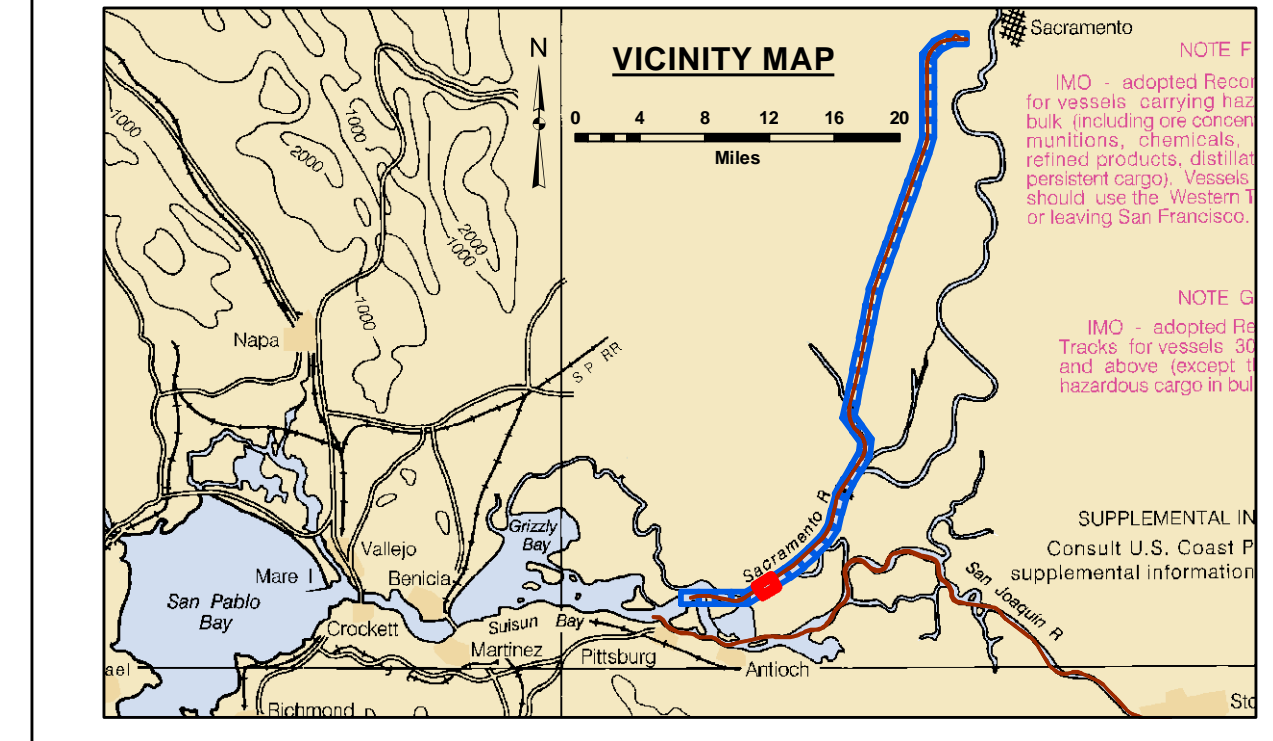 VICINITY MAP
N
0 4 8 12 16 20
Miles
Sacramento
NOTE F
IMO - adopted Recor
for vessels carrying haz
bulk (including ore concen
munitions, chemicals,
refined products, distillat
persistent cargo). Vessels
should use the Western T
or leaving San Francisco.
NOTE G
IMO - adopted Re
Tracks for vessels 30
and above (except t
hazardous cargo in bul
SUPPLEMENTAL IN
Consult U.S. Coast P
supplemental information
1000
1000
2000
2000
1000
1000
Napa
S P RR
Grizzly
Bay
Sacramento R
Vallejo
Mare I
Benicia
San Pablo
Bay
Crockett
Suisun Bay
Martinez
Pittsburg
Antioch
San Joaquin R
ael
Richmond
Sto